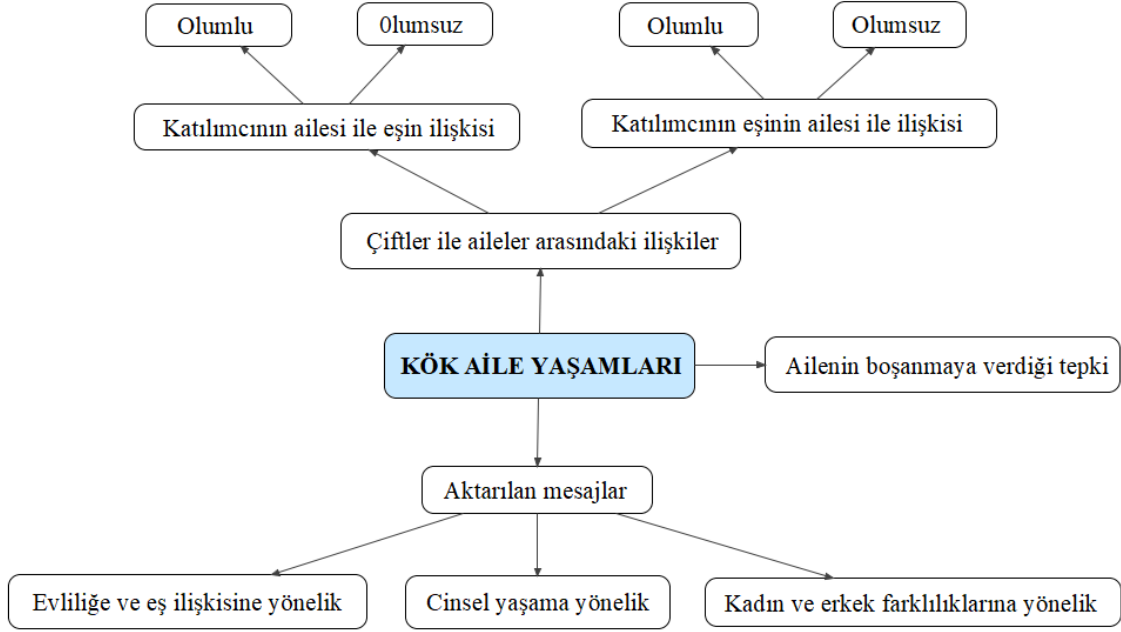 Olumlu
0lumsuz
Olumlu
Olumsuz
Katılımcının ailesi ile eşin ilişkisi
Katılımcının eşinin ailesi ile ilişkisi
Çiftler ile aileler arasındaki ilişkiler
KÖK AİLE YAŞAMLARI
Ailenin boşanmaya verdiği tepki
Aktarılan mesajlar
Evliliğe ve eş ilişkisine yönelik
Cinsel yaşama yönelik
Kadın ve erkek farklılıklarına yönelik